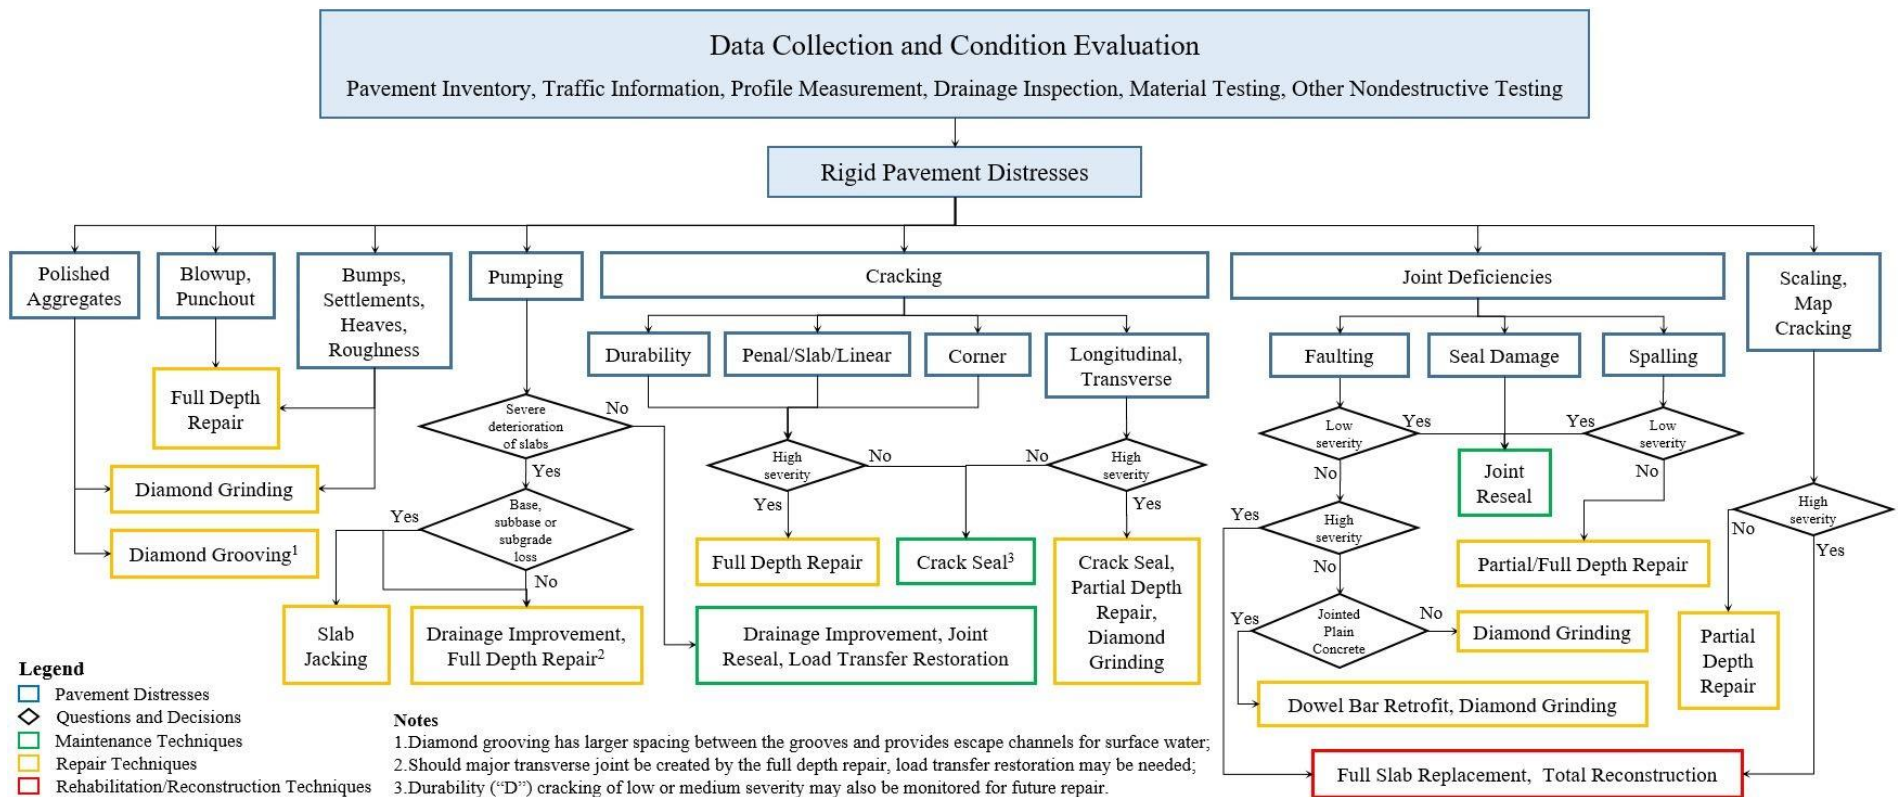 Data Collection and Condition Evaluation
Pavement Inventory, Traffic Information, Profile Measurement, Drainage Inspection, Material Testing, Other Nondestructive Testing
Rigid Pavement Distresses
Polished
Aggregates
Blowup,
Punchout
Bumps,
Settlements,
Heaves,
Roughness
Pumping
Cracking
Joint Deficiencies
Scaling,
Map
Cracking
Durability
Penal/Slab/Linear
Corner
Longitudinal,
Transverse
Faulting
Seal Damage
Spalling
Full Depth
Repair
Diamond Grinding
Diamond Grooving1
Severe
deterioration
of slabs
No
Yes
Base,
subbase or
subgrade
loss
Yes
No
Slab
Jacking
Drainage Improvement,
Full Depth Repair2
High
severity
No
Yes
Full Depth Repair
Crack Seal3
No
High
severity
Yes
Crack Seal,
Partial Depth
Repair,
Diamond
Grinding
Drainage Improvement, Joint
Reseal, Load Transfer Restoration
Low
severity
Yes
No
Yes
Low
severity
No
Joint
Reseal
Partial/Full Depth Repair
Yes
High
severity
No
Yes
Jointed
Plain
Concrete
No
Diamond Grinding
Dowel Bar Retrofit, Diamond Grinding
High
severity
No
Yes
Partial
Depth
Repair
Full Slab Replacement, Total Reconstruction
Legend
Pavement Distresses
Questions and Decisions
Maintenance Techniques
Repair Techniques
Rehabilitation/Reconstruction Techniques
Notes
1.Diamond grooving has larger spacing between the grooves and provides escape channels for surface water;
2.Should major transverse joint be created by the full depth repair, load transfer restoration may be needed;
3.Durability (“D”) cracking of low or medium severity may also be monitored for future repair.